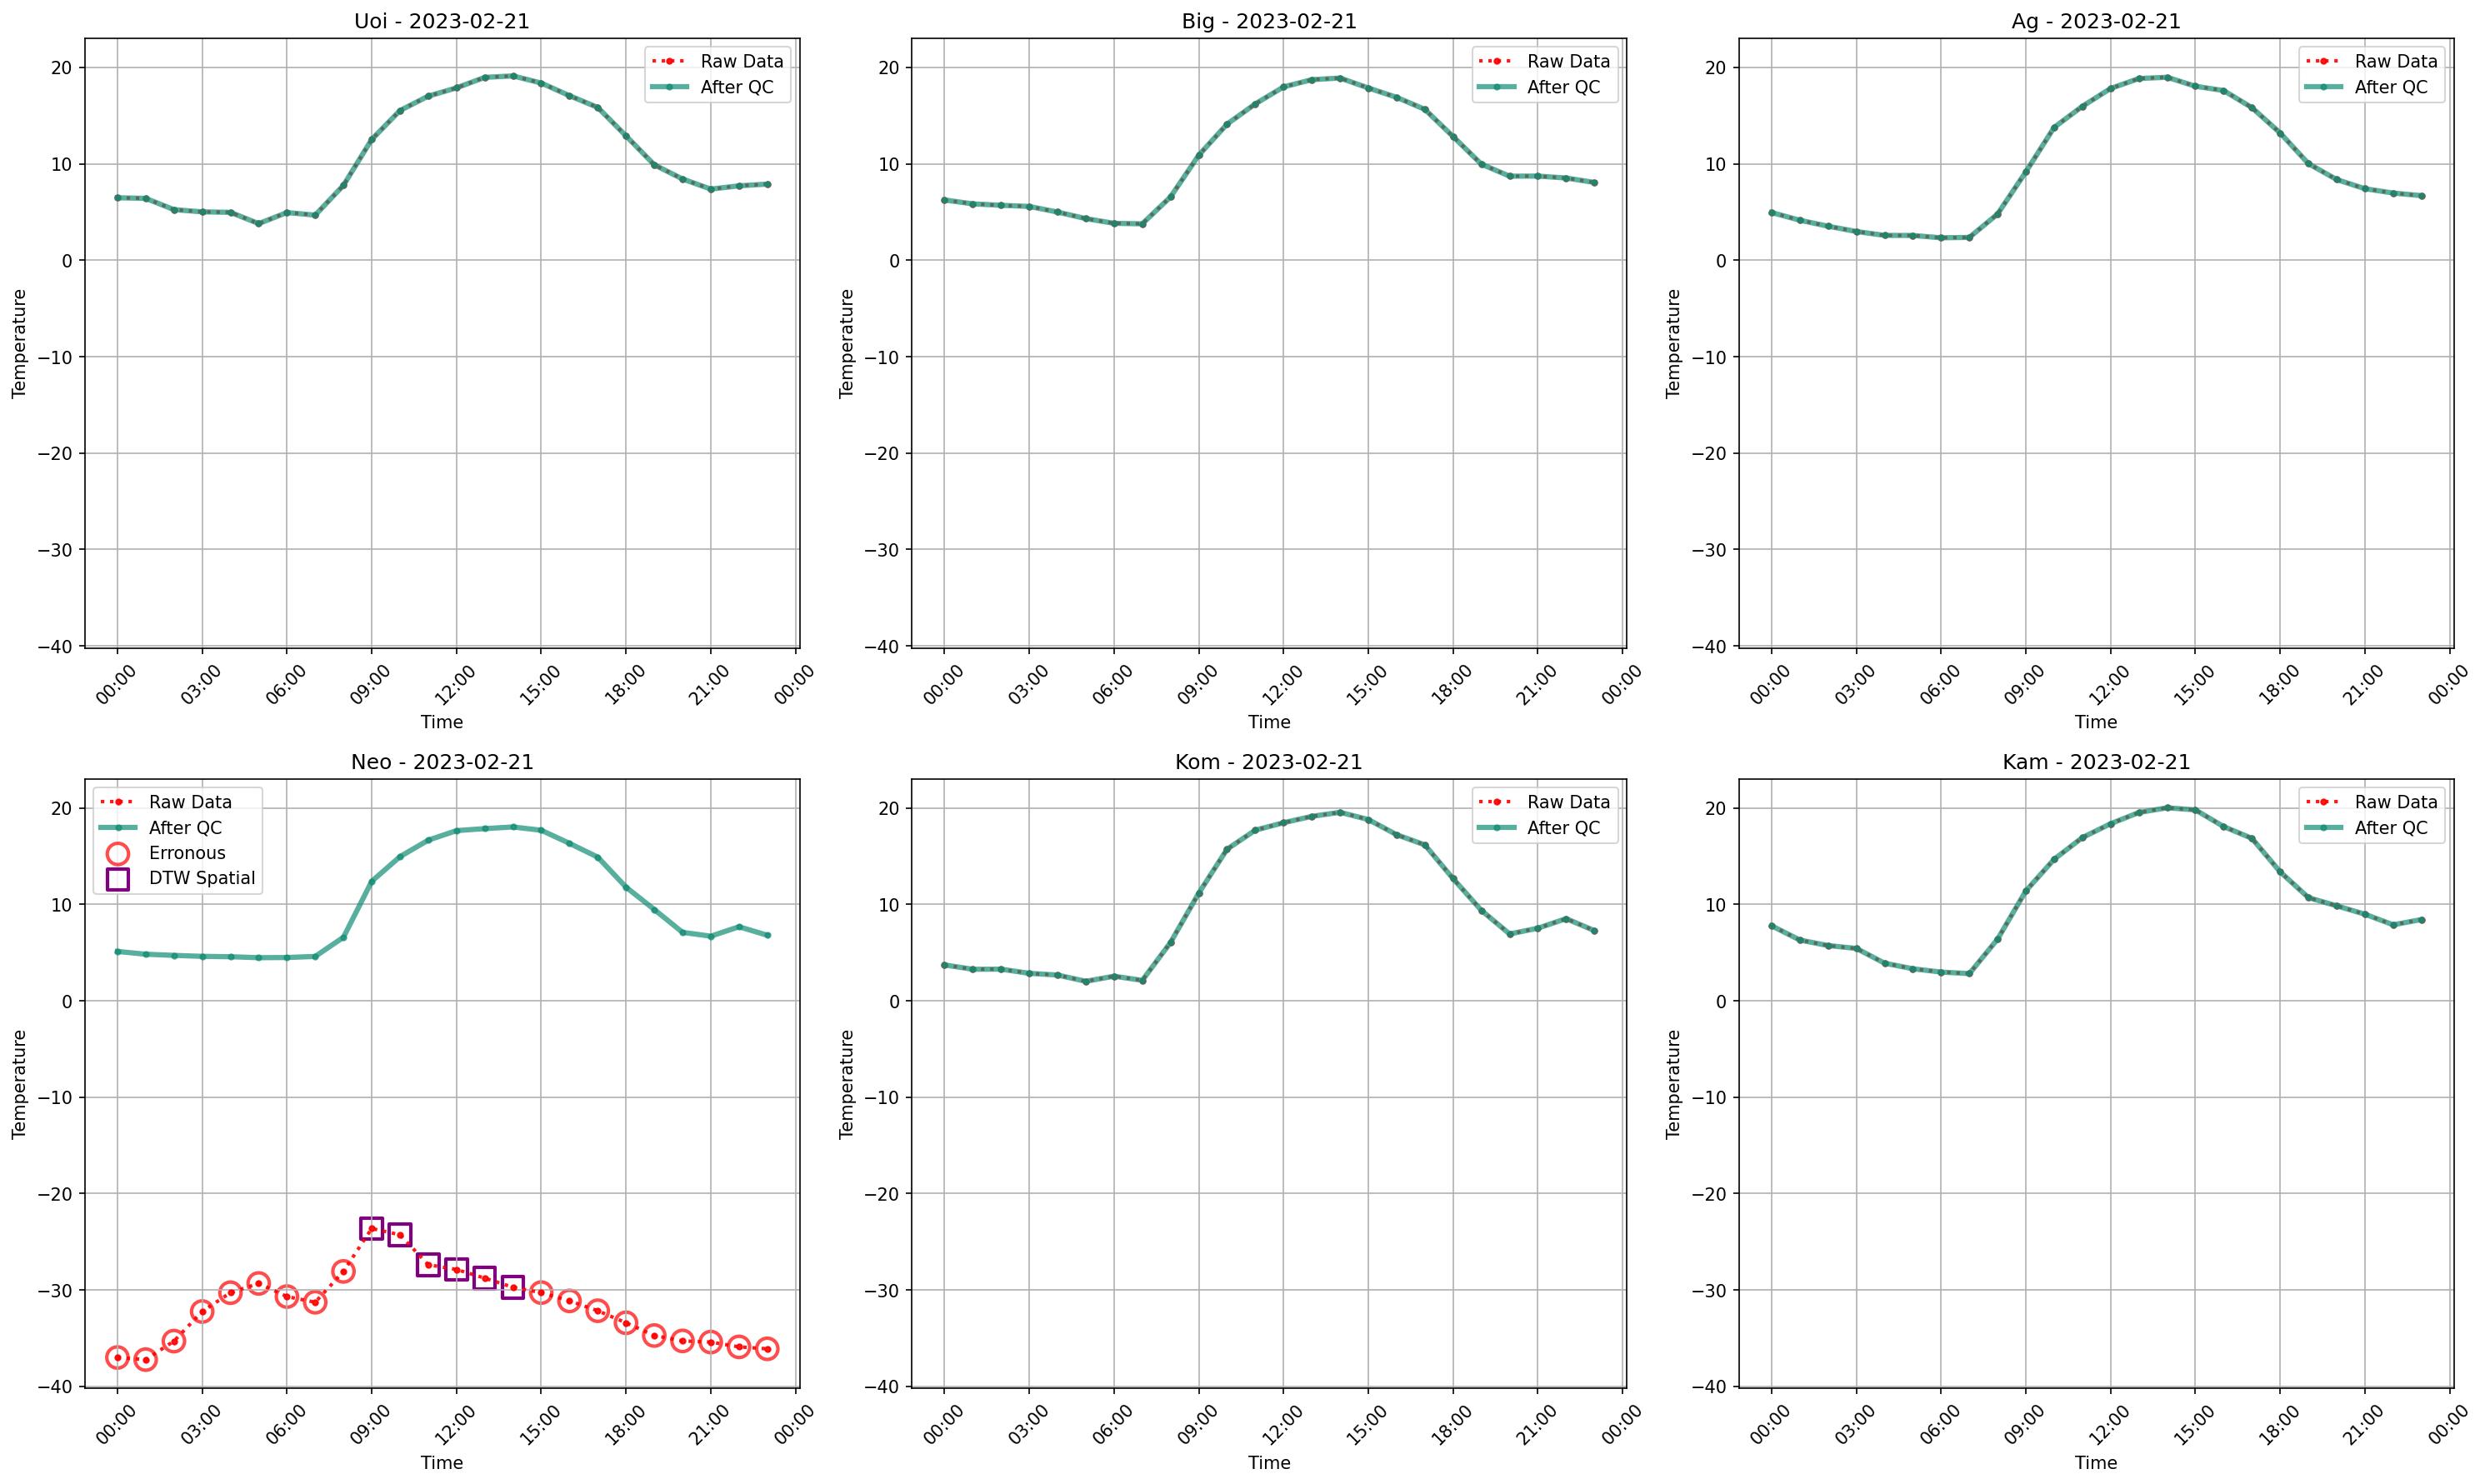 Uoi - 2023-02-21
Raw Data
After QC
20
10
0
−10
−20
−30
−40
Temperature
00:00 03:00 06:00 09:00 12:00 15:00 18:00 21:00 00:00
Time
Big - 2023-02-21
Raw Data
After QC
20
10
0
−10
−20
−30
−40
Temperature
00:00 03:00 06:00 09:00 12:00 15:00 18:00 21:00 00:00
Time
Ag - 2023-02-21
Raw Data
After QC
20
10
0
−10
−20
−30
−40
Temperature
00:00 03:00 06:00 09:00 12:00 15:00 18:00 21:00 00:00
Time
Neo - 2023-02-21
Raw Data
After QC
Erronous
DTW Spatial
20
10
0
−10
−20
−30
−40
Temperature
00:00 03:00 06:00 09:00 12:00 15:00 18:00 21:00 00:00
Time
Kom - 2023-02-21
Raw Data
After QC
20
10
0
−10
−20
−30
−40
Temperature
00:00 03:00 06:00 09:00 12:00 15:00 18:00 21:00 00:00
Time
Kam - 2023-02-21
Raw Data
After QC
20
10
0
−10
−20
−30
−40
Temperature
00:00 03:00 06:00 09:00 12:00 15:00 18:00 21:00 00:00
Time